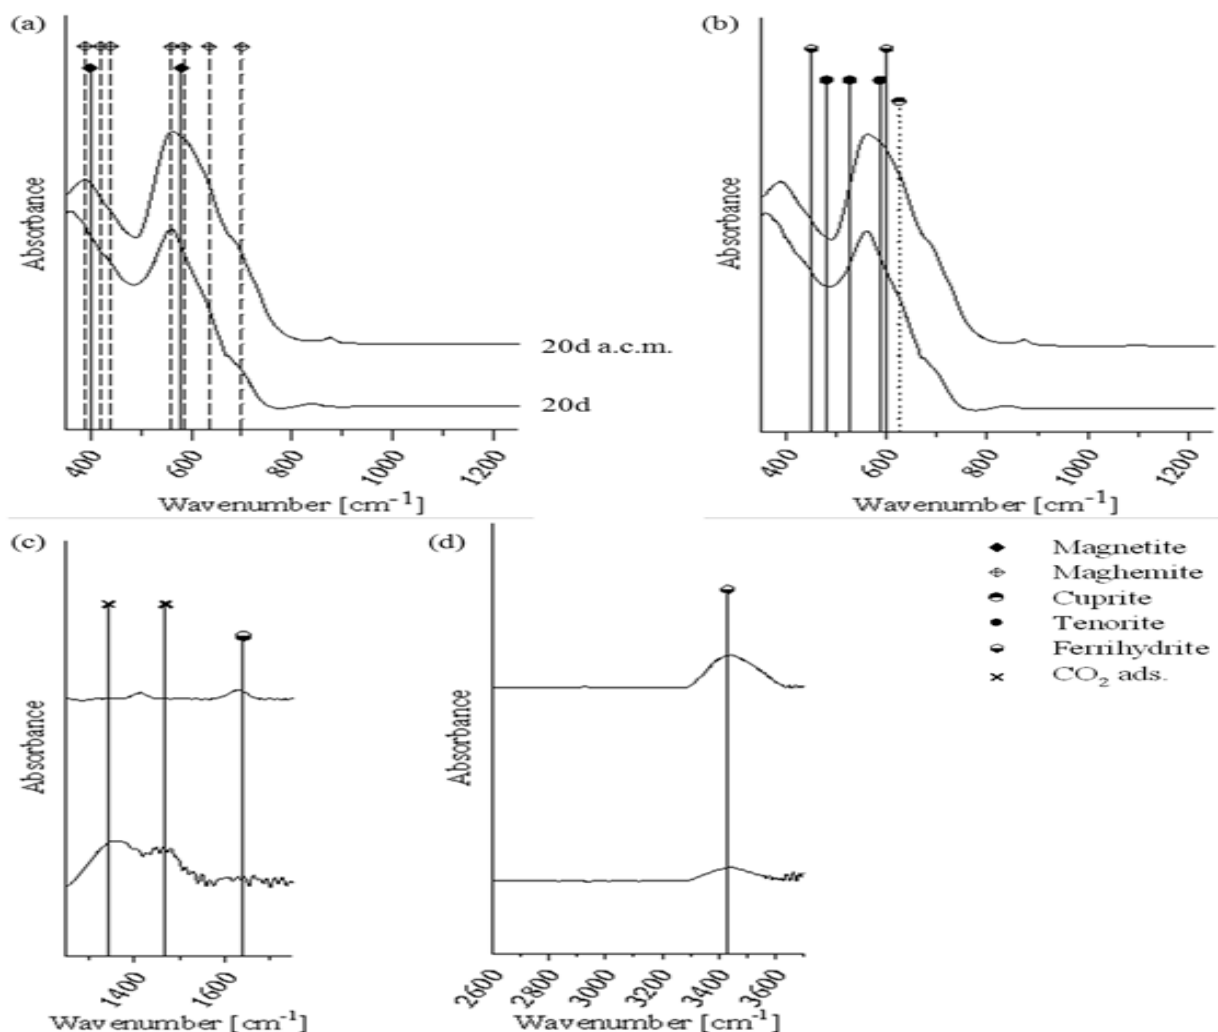 (a)
Absorbance
20d a.c.m.
20d
400 600 800 1000 1200
Wavenumber [cm-1]
(b)
Absorbance
400 600 800 1000 1200
Wavenumber [cm-1]
(c)
Absorbance
1400 1600
Wavenumber [cm-1]
(d)
Absorbance
2600 2800 3000 3200 3400 3600
Wavenumber [cm-1]
Magnetite
Maghemite
Cuprite
Tenorite
Ferrihydrite
CO2 ads.